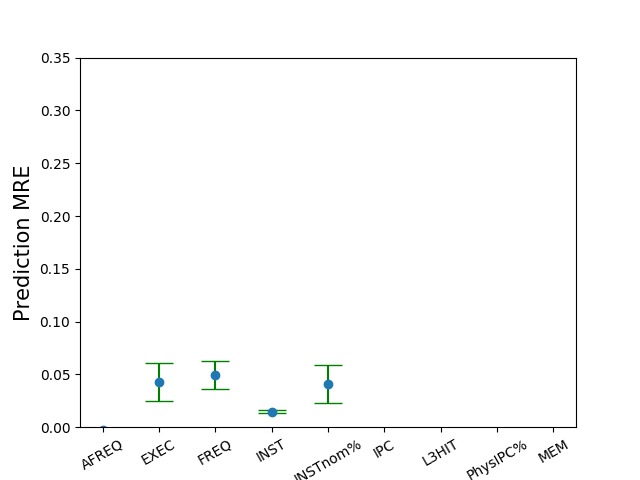 Prediction MRE
0.35
0.30
0.25
0.20
0.15
0.10
0.05
0.00
AFREQ
EXEC
FREQ
INST
INSTnom%
IPC
L3HIT
PhysIPC%
MEM